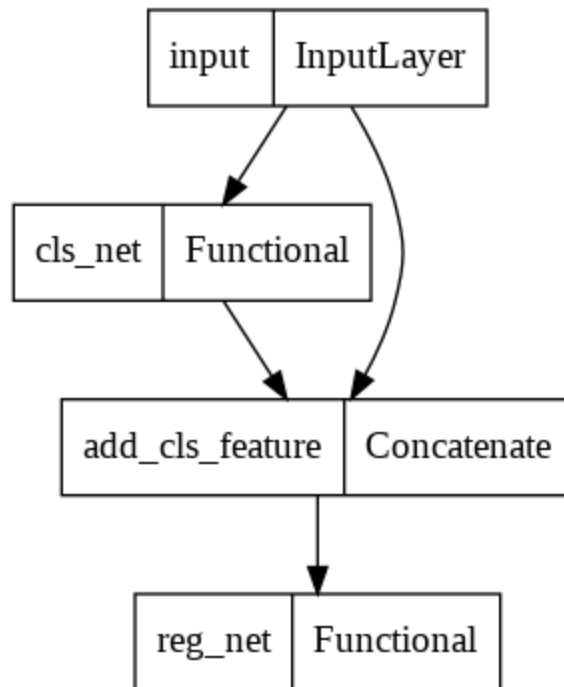 input InputLayer
cls_net Functional
add_cls_feature Concatenate
reg_net Functional